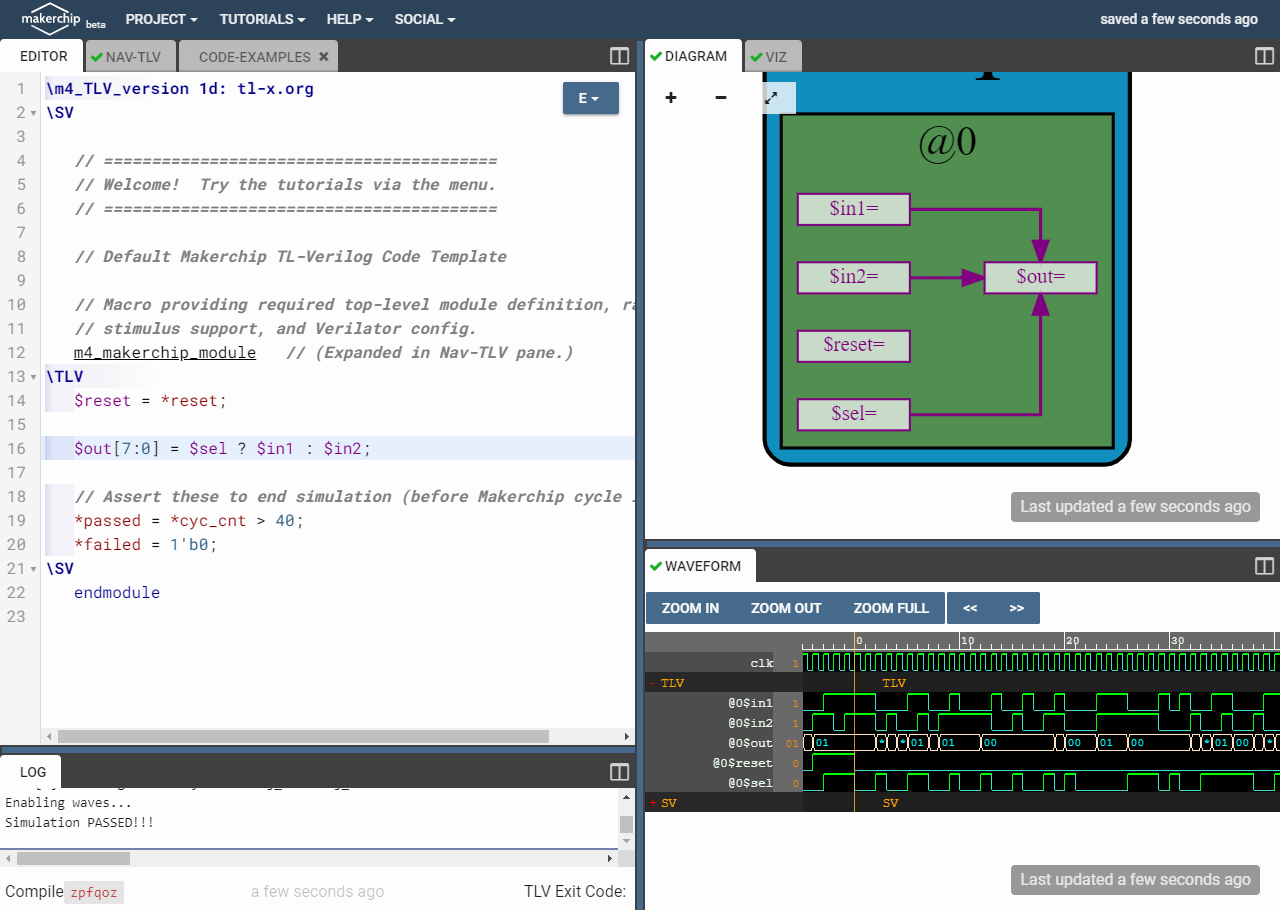 makerchip beta PROJECT TUTORIALS HELP SOCIAL saved a few seconds ago
EDITOR NAV-TLV CODE-EXAMPLES
E
1 \m4_TLV_version 1d: tl-x.org
2 \SV
3
4 // =========================================
5 // Welcome!  Try the tutorials via the menu.
6 // =========================================
7
8 // Default Makerchip TL-Verilog Code Template
9
10 // Macro providing required top-level module definition,
11 // stimulus support, and Verilator config.
12 m4_makerchip_module   // (Expanded in Nav-TLV pane.)
13 \TLV
14 $reset = *reset;
15
16 $out[7:0] = $sel ? $in1 : $in2;
17
18 // Assert these to end simulation (before Makerchip cycle
19 *passed = *cyc_cnt > 40;
20 *failed = 1'b0;
21 \SV
22 endmodule
23
LOG
Enabling waves...
Simulation PASSED!!!
Compile zpfqoz a few seconds ago TLV Exit Code:
DIAGRAM VIZ
+ −
@0
$in1=
$in2= $out=
$reset=
$sel=
Last updated a few seconds ago
WAVEFORM
ZOOM IN ZOOM OUT ZOOM FULL << >>
0 10 20 30
clk 1
- TLV TLV
@0$in1 1
@0$in2 1
@0$out 01 01 * * * 01 01 00 00 01 00 * 01 00 *
@0$reset 0
@0$sel 0
+ SV SV
Last updated a few seconds ago